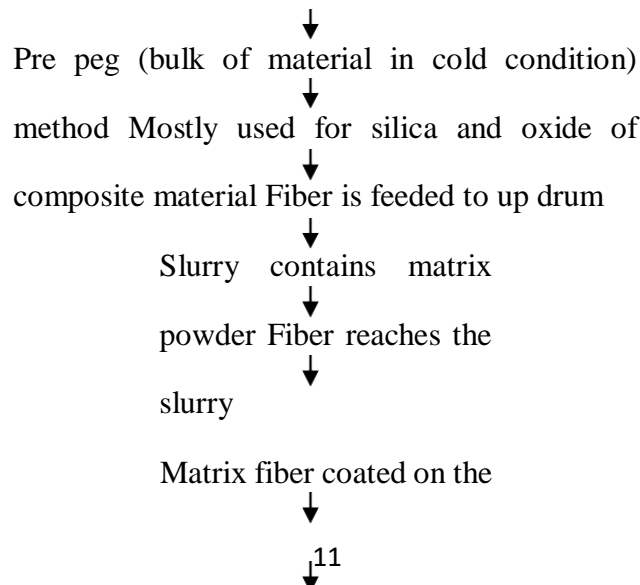 Pre peg (bulk of material in cold condition)
method Mostly used for silica and oxide of
composite material Fiber is feeded to up drum
Slurry contains matrix
powder Fiber reaches the
slurry
Matrix fiber coated on the
11